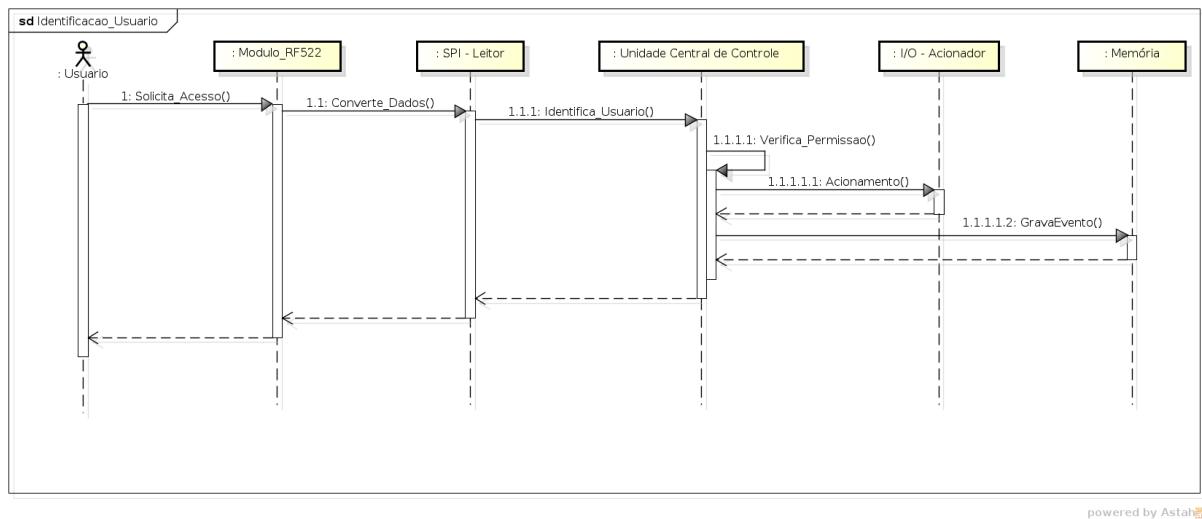 sd Identificacao_Usuario
: Usuario
: Modulo_RF522
: SPI - Leitor
: Unidade Central de Controle
: I/O - Acionador
: Memória
1: Solicita_Acesso()
1.1: Converte_Dados()
1.1.1: Identifica_Usuario()
1.1.1.1: Verifica_Permissao()
1.1.1.1.1: Acionamento()
1.1.1.1.2: GravaEvento()
powered by Astah